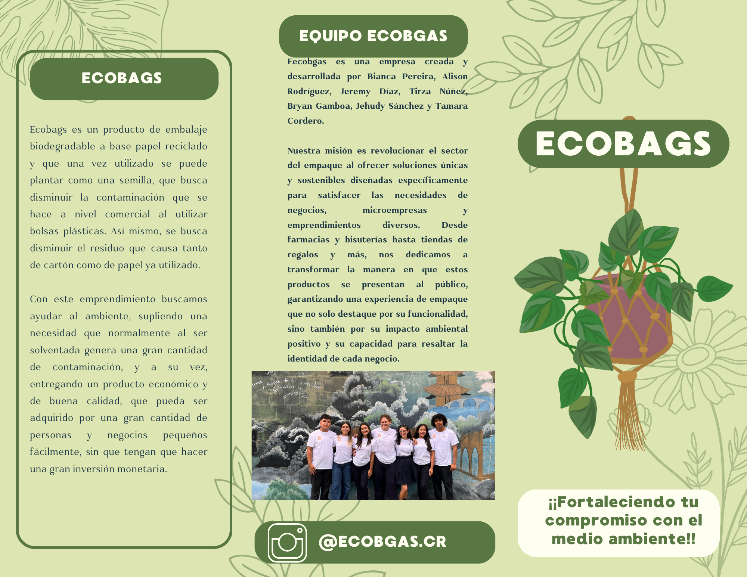 ECOBAGS
Ecobags es un producto de embalaje
biodegradable a base papel reciclado
y que una vez utilizado se puede
plantar como una semilla, que busca
disminuir la contaminación que se
hace a nivel comercial al utilizar
bolsas plásticas. Así mismo, se busca
disminuir el residuo que causa tanto
de cartón como de papel ya utilizado.
Con este emprendimiento buscamos
ayudar al ambiente, supliendo una
necesidad que normalmente al ser
solventada genera una gran cantidad
de contaminación, y a su vez,
entregando un producto económico y
de buena calidad, que pueda ser
adquirido por una gran cantidad de
personas y negocios pequeños
fácilmente, sin que tengan que hacer
una gran inversión monetaria.
EQUIPO ECOBGAS
Eecobgas es una empresa creada y
desarrollada por Bianca Pereira, Alison
Rodríguez, Jeremy Díaz, Tirza Núñez,
Bryan Gamboa, Jehudy Sánchez y Tamara
Cordero.
Nuestra misión es revolucionar el sector
del empaque al ofrecer soluciones únicas
y sostenibles diseñadas específicamente
para satisfacer las necesidades de
negocios, microempresas y
emprendimientos diversos. Desde
farmacias y bisuterías hasta tiendas de
regalos y más, nos dedicamos a
transformar la manera en que estos
productos se presentan al público,
garantizando una experiencia de empaque
que no solo destaque por su funcionalidad,
sino también por su impacto ambiental
positivo y su capacidad para resaltar la
identidad de cada negocio.
@ECOBGAS.CR
ECOBAGS
¡¡Fortaleciendo tu
compromiso con el
medio ambiente!!